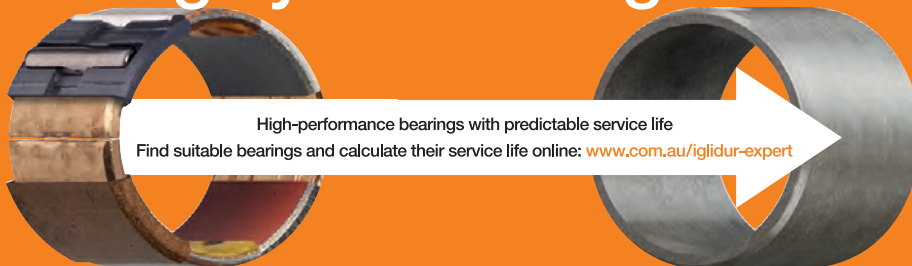 High-performance bearings with predictable service life
Find suitable bearings and calculate their service life online: www.com.au/iglidur-expert